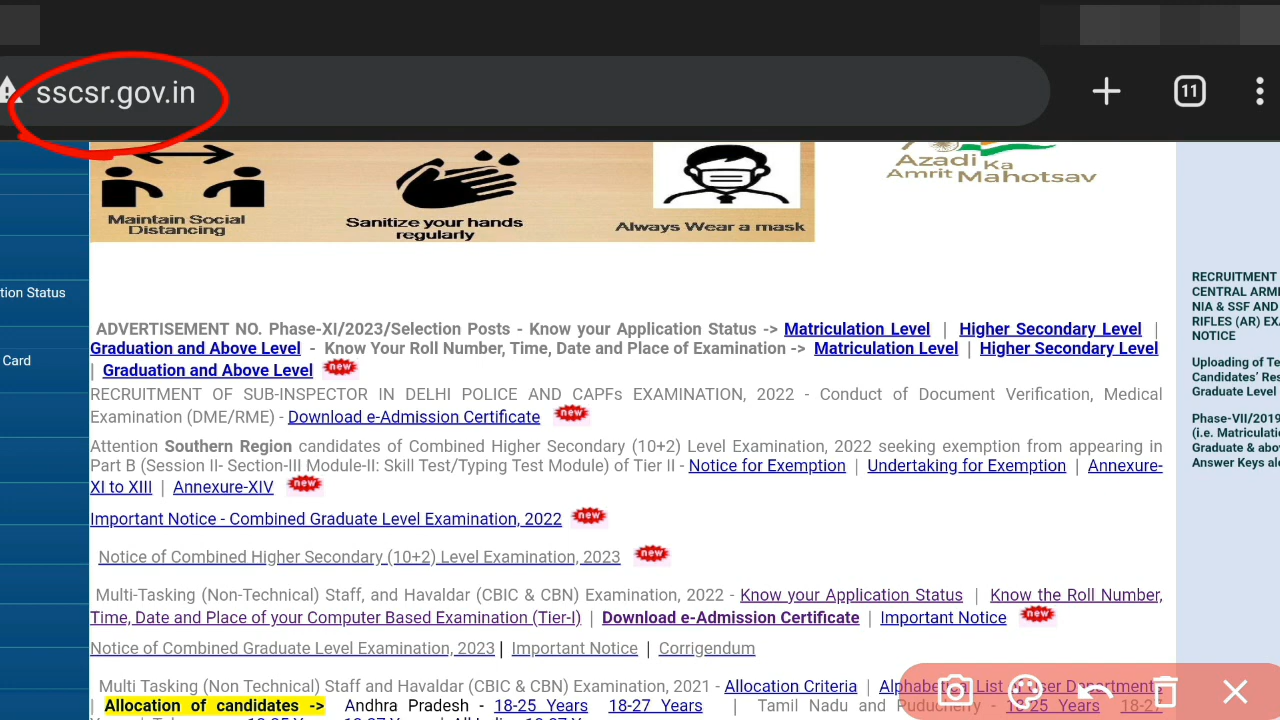 sscsr.gov.in
11
Azadi Ka
Amrit Mahotsav
Maintain Social
Distancing
Sanitize your hands
regularly
Always Wear a mask
tion Status
Card
ADVERTISEMENT NO. Phase-XI/2023/Selection Posts - Know your Application Status -> Matriculation Level | Higher Secondary Level |
Graduation and Above Level - Know Your Roll Number, Time, Date and Place of Examination -> Matriculation Level | Higher Secondary Level
| Graduation and Above Level new
RECRUITMENT OF SUB-INSPECTOR IN DELHI POLICE AND CAPFs EXAMINATION, 2022 - Conduct of Document Verification, Medical
Examination (DME/RME) - Download e-Admission Certificate new
Attention Southern Region candidates of Combined Higher Secondary (10+2) Level Examination, 2022 seeking exemption from appearing in
Part B (Session II- Section-III Module-II: Skill Test/Typing Test Module) of Tier II - Notice for Exemption | Undertaking for Exemption | Annexure-
XI to XIII | Annexure-XIV new
Important Notice - Combined Graduate Level Examination, 2022 new
Notice of Combined Higher Secondary (10+2) Level Examination, 2023 new
Multi-Tasking (Non-Technical) Staff, and Havaldar (CBIC & CBN) Examination, 2022 - Know your Application Status | Know the Roll Number,
Time, Date and Place of your Computer Based Examination (Tier-I) | Download e-Admission Certificate | Important Notice new
Notice of Combined Graduate Level Examination, 2023 | Important Notice | Corrigendum
Multi Tasking (Non Technical) Staff and Havaldar (CBIC & CBN) Examination, 2021 - Allocation Criteria | Alphabetical List of User Departments
| Allocation of candidates -> Andhra Pradesh - 18-25 Years 18-27 Years | Tamil Nadu and Puducherry - 18-25 Years 18-27
RECRUITMENT
CENTRAL ARM
NIA & SSF AND
RIFLES (AR) EX
NOTICE
Uploading of Te
Candidates' Res
Graduate Level
Phase-VII/2019
(i.e. Matriculati
Graduate & abo
Answer Keys al